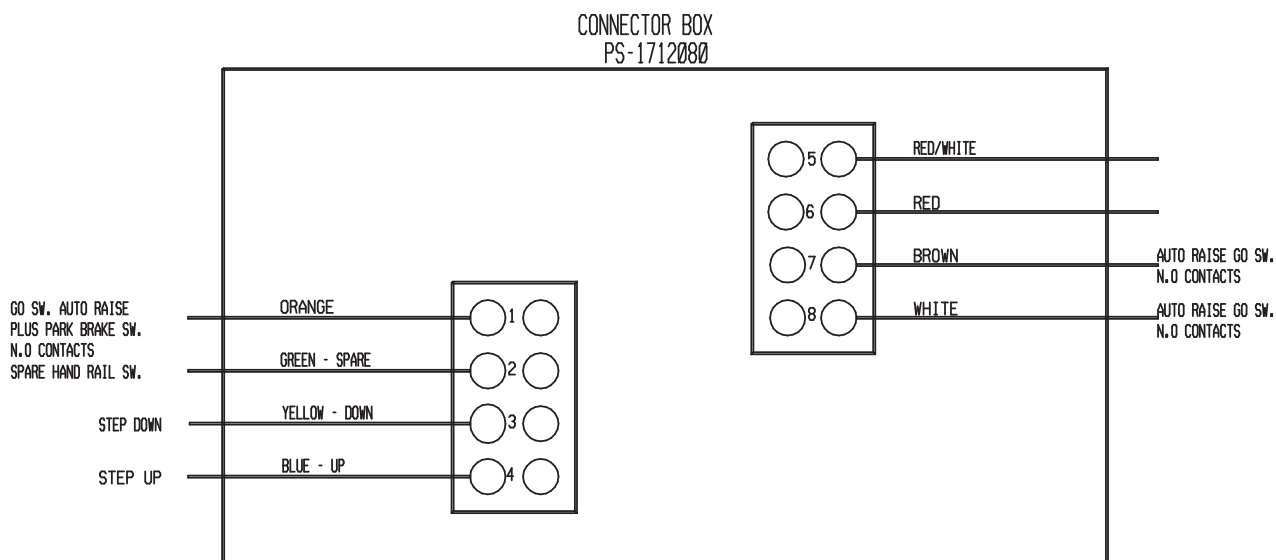 CONNECTOR BOX
PS-1712080
5
RED/WHITE
6
RED
7
BROWN
AUTO RAISE GO SW.
N.O CONTACTS
8
WHITE
AUTO RAISE GO SW.
N.O CONTACTS
GO SW. AUTO RAISE
PLUS PARK BRAKE SW.
N.O CONTACTS
ORANGE
1
SPARE HAND RAIL SW.
GREEN - SPARE
2
STEP DOWN
YELLOW - DOWN
3
STEP UP
BLUE - UP
4